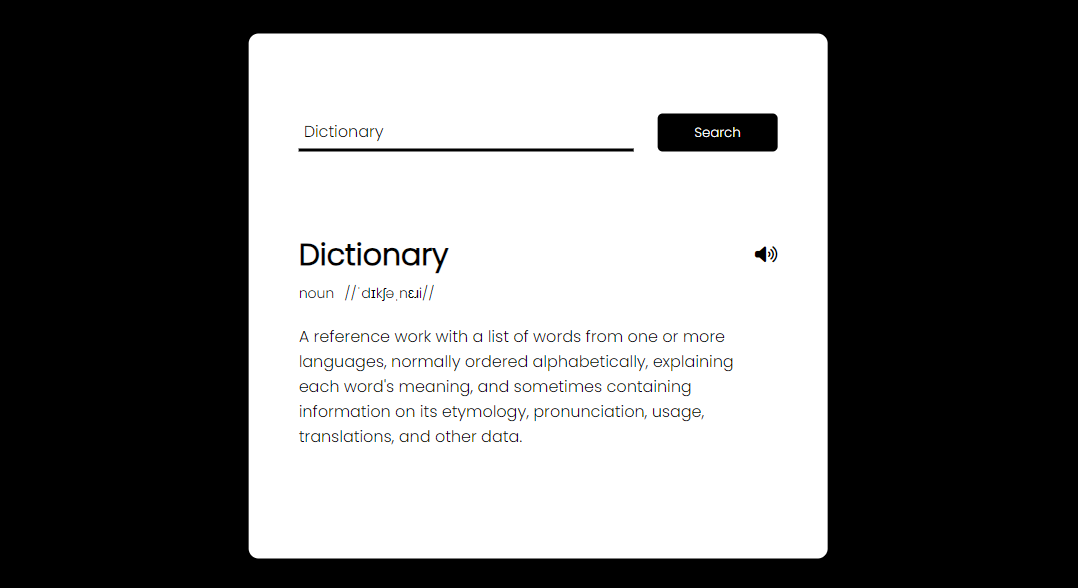 Dictionary
Search
Dictionary
noun //ˈdɪkʃəˌnɛɹi//
A reference work with a list of words from one or more
languages, normally ordered alphabetically, explaining
each word's meaning, and sometimes containing
information on its etymology, pronunciation, usage,
translations, and other data.